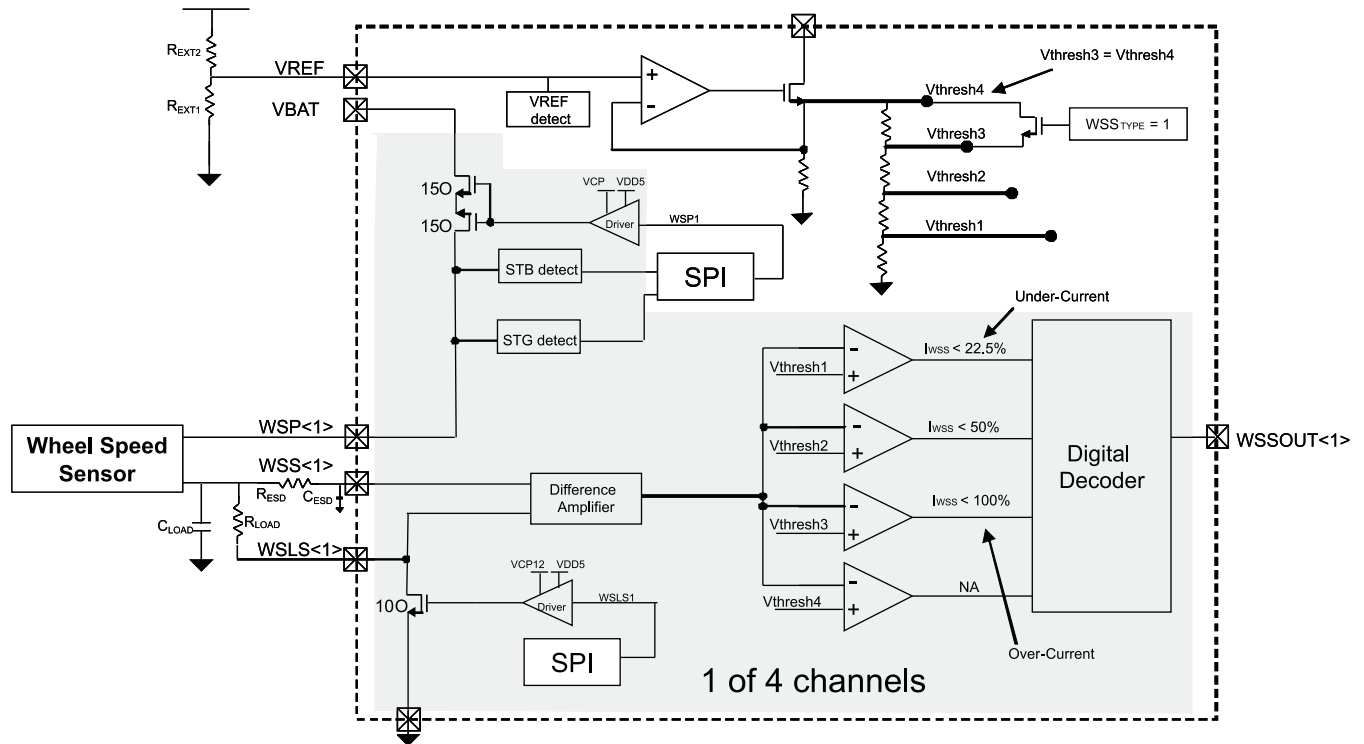 REXT2
REXT1
VREF
VBAT
VREF
detect
Vthresh3 = Vthresh4
Vthresh4
Vthresh3
Vthresh2
Vthresh1
WSSTYPE = 1
15O
15O
VCP
VDD5
Driver
WSP1
STB detect
STG detect
SPI
Under-Current
Vthresh1
IWSS < 22.5%
Vthresh2
IWSS < 50%
Vthresh3
IWSS < 100%
Vthresh4
NA
Over-Current
Digital
Decoder
WSSOUT<1>
Wheel Speed
Sensor
WSP<1>
WSS<1>
RESD
CESD
CLOAD
RLOAD
WSLS<1>
Difference
Amplifier
10O
VCP12
VDD5
Driver
WSLS1
SPI
1 of 4 channels